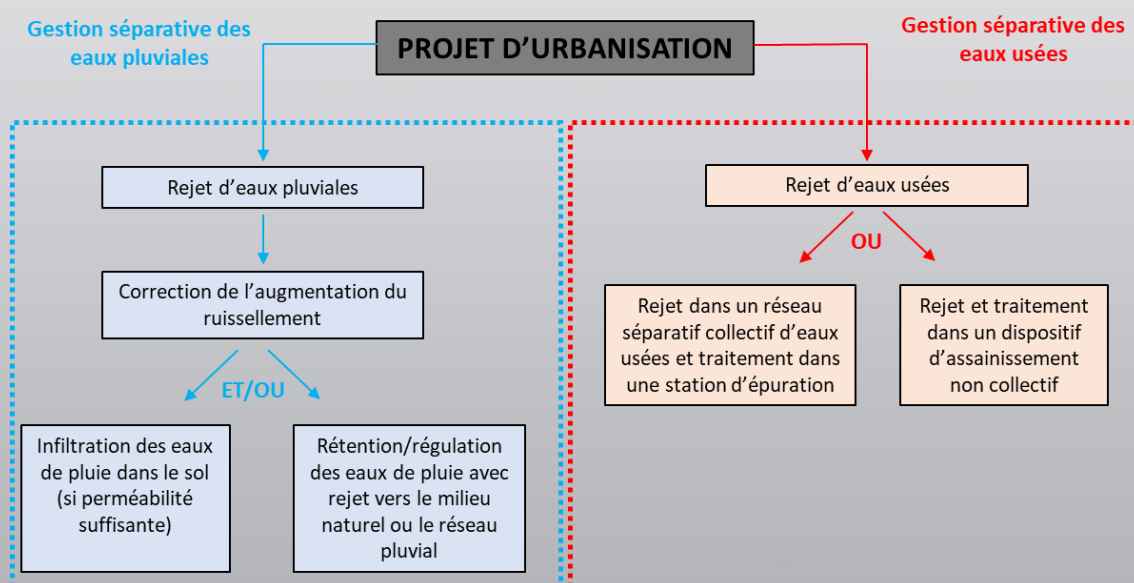 Gestion séparative des
eaux pluviales
PROJET D’URBANISATION
Gestion séparative des
eaux usées
Rejet d’eaux pluviales
Correction de l’augmentation du
ruissellement
ET/OU
Infiltration des eaux
de pluie dans le sol
(si perméabilité
suffisante)
Rétention/régulation
des eaux de pluie avec
rejet vers le milieu
naturel ou le réseau
pluvial
Rejet d’eaux usées
OU
Rejet dans un réseau
séparatif collectif d’eaux
usées et traitement dans
une station d’épuration
Rejet et traitement
dans un dispositif
d’assainissement
non collectif